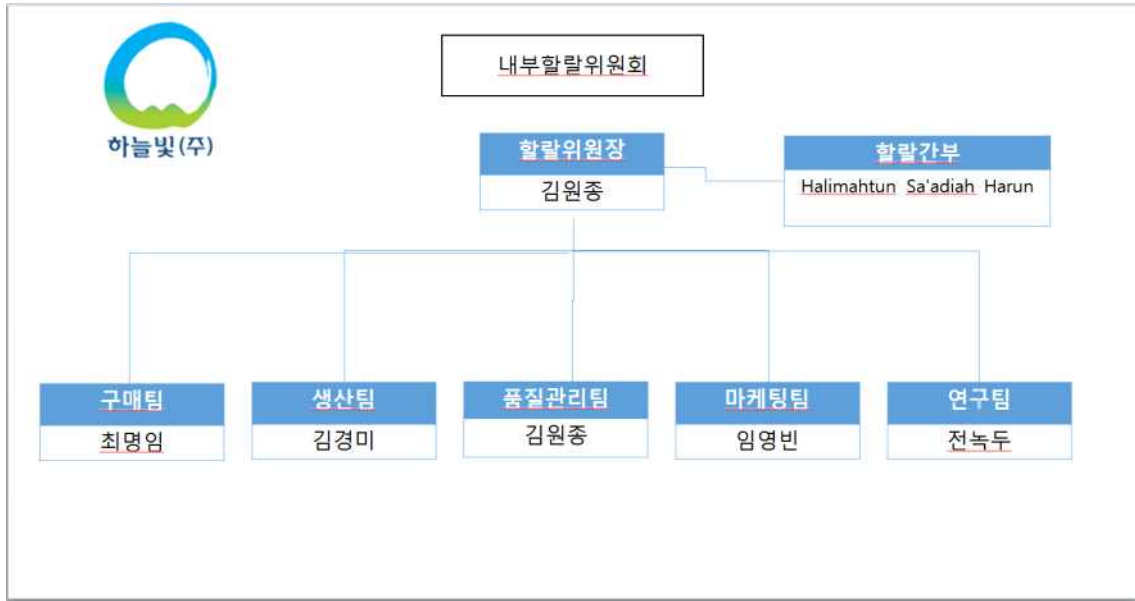 내부할랄위원회
하늘빛(주)
할랄위원장
김원종
할랄간부
Halimahtun Sa'adiah Harun
구매팀
최명임
생산팀
김경미
품질관리팀
김원종
마케팅팀
임영빈
연구팀
전녹두